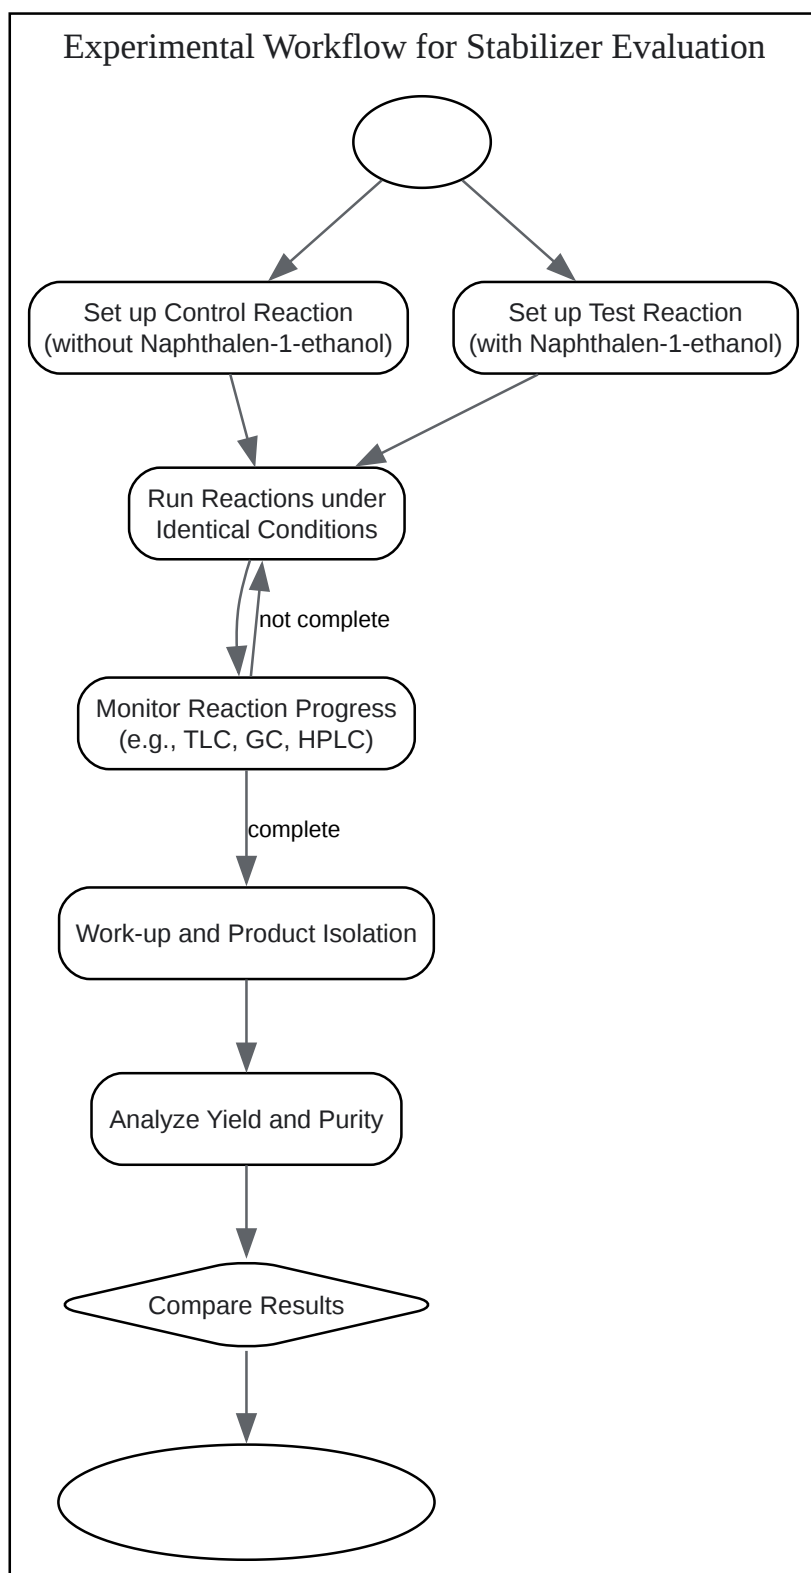 Experimental Workflow for Stabilizer Evaluation
Set up Control Reaction
(without Naphthalen-1-ethanol)
Set up Test Reaction
(with Naphthalen-1-ethanol)
Run Reactions under
Identical Conditions
not complete
Monitor Reaction Progress
(e.g., TLC, GC, HPLC)
complete
Work-up and Product Isolation
Analyze Yield and Purity
Compare Results